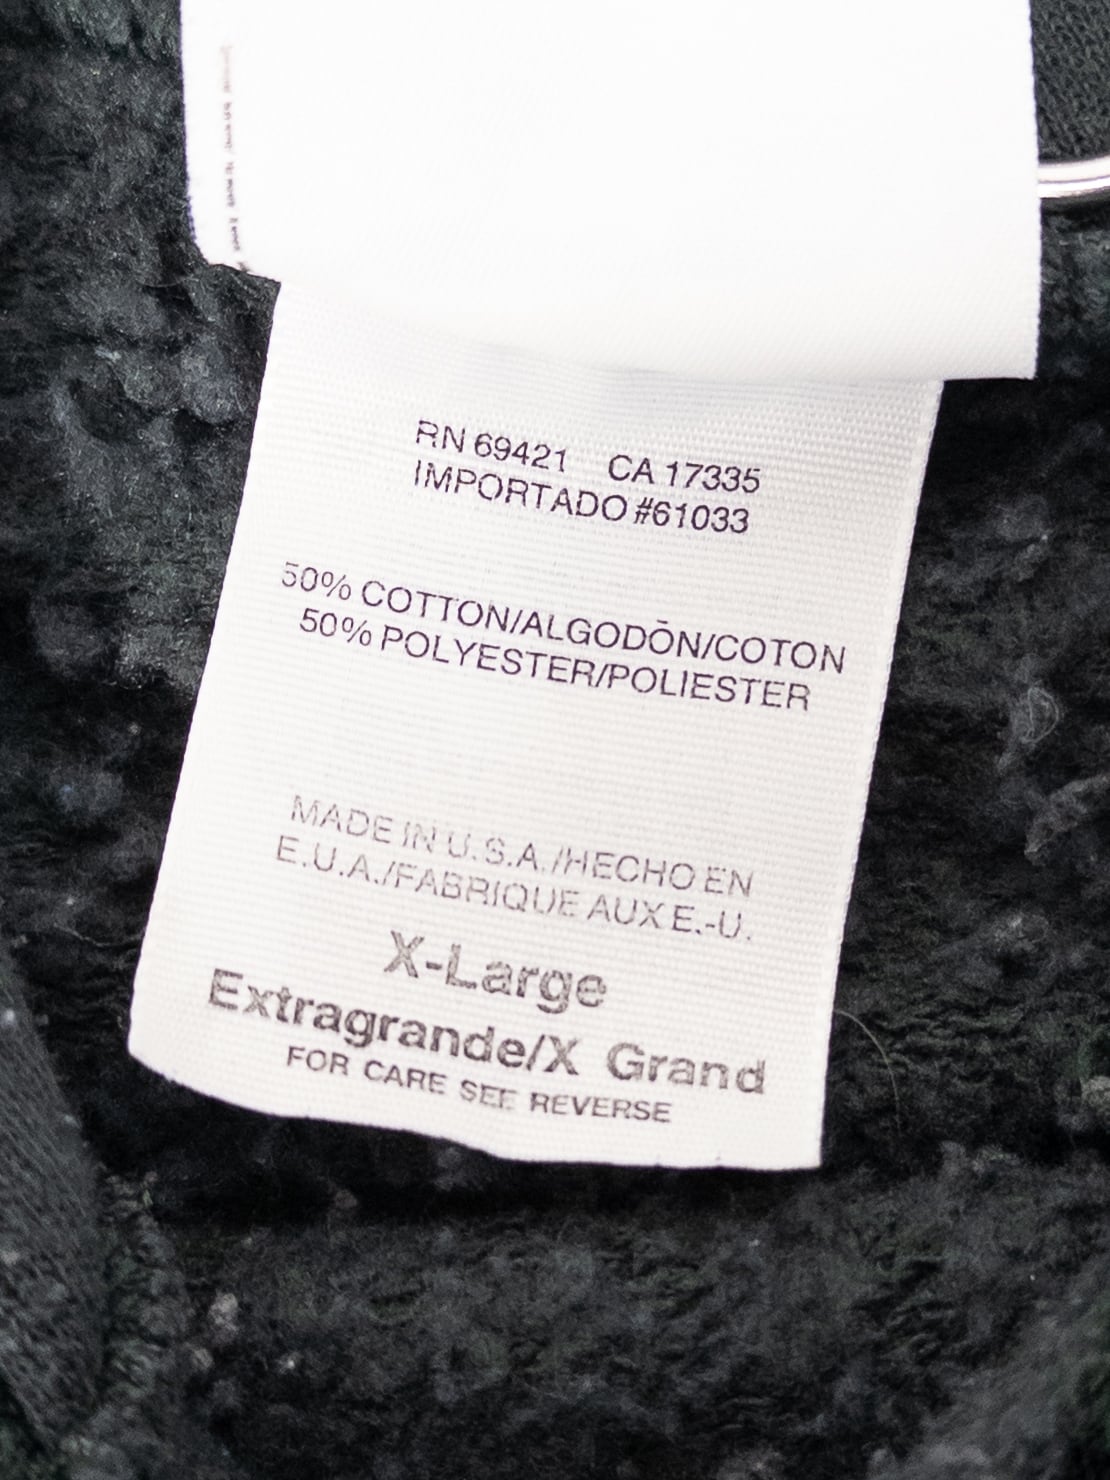 RN 69421 CA 17335
IMPORTADO #61033
50% COTTON/ALGODŌN/COTON
50% POLYESTER/POLIESTER
MADE IN U.S.A./HECHO EN
E.U.A./FABRIQUE AUX E.-U.
X-Large
Extragrande/X Grand
FOR CARE SEE REVERSE